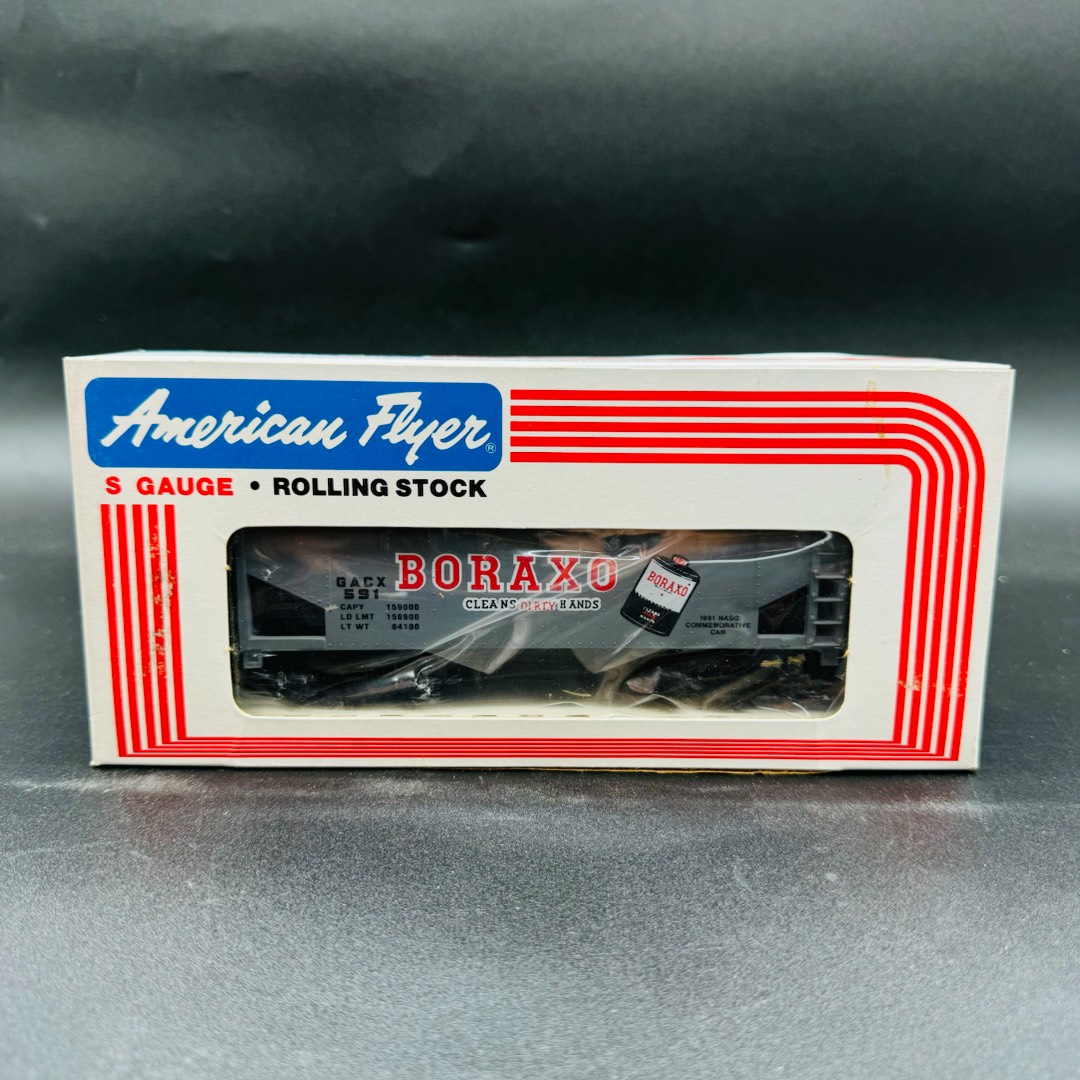 American Flyer®
S GAUGE • ROLLING STOCK
GACX
591
CAPY 159000
LD LMT 156900
LT WT 64100
BORAXO
CLEANS DIRTY HANDS
BORAXO
1991 NASG
COMMEMORATIVE
CAR